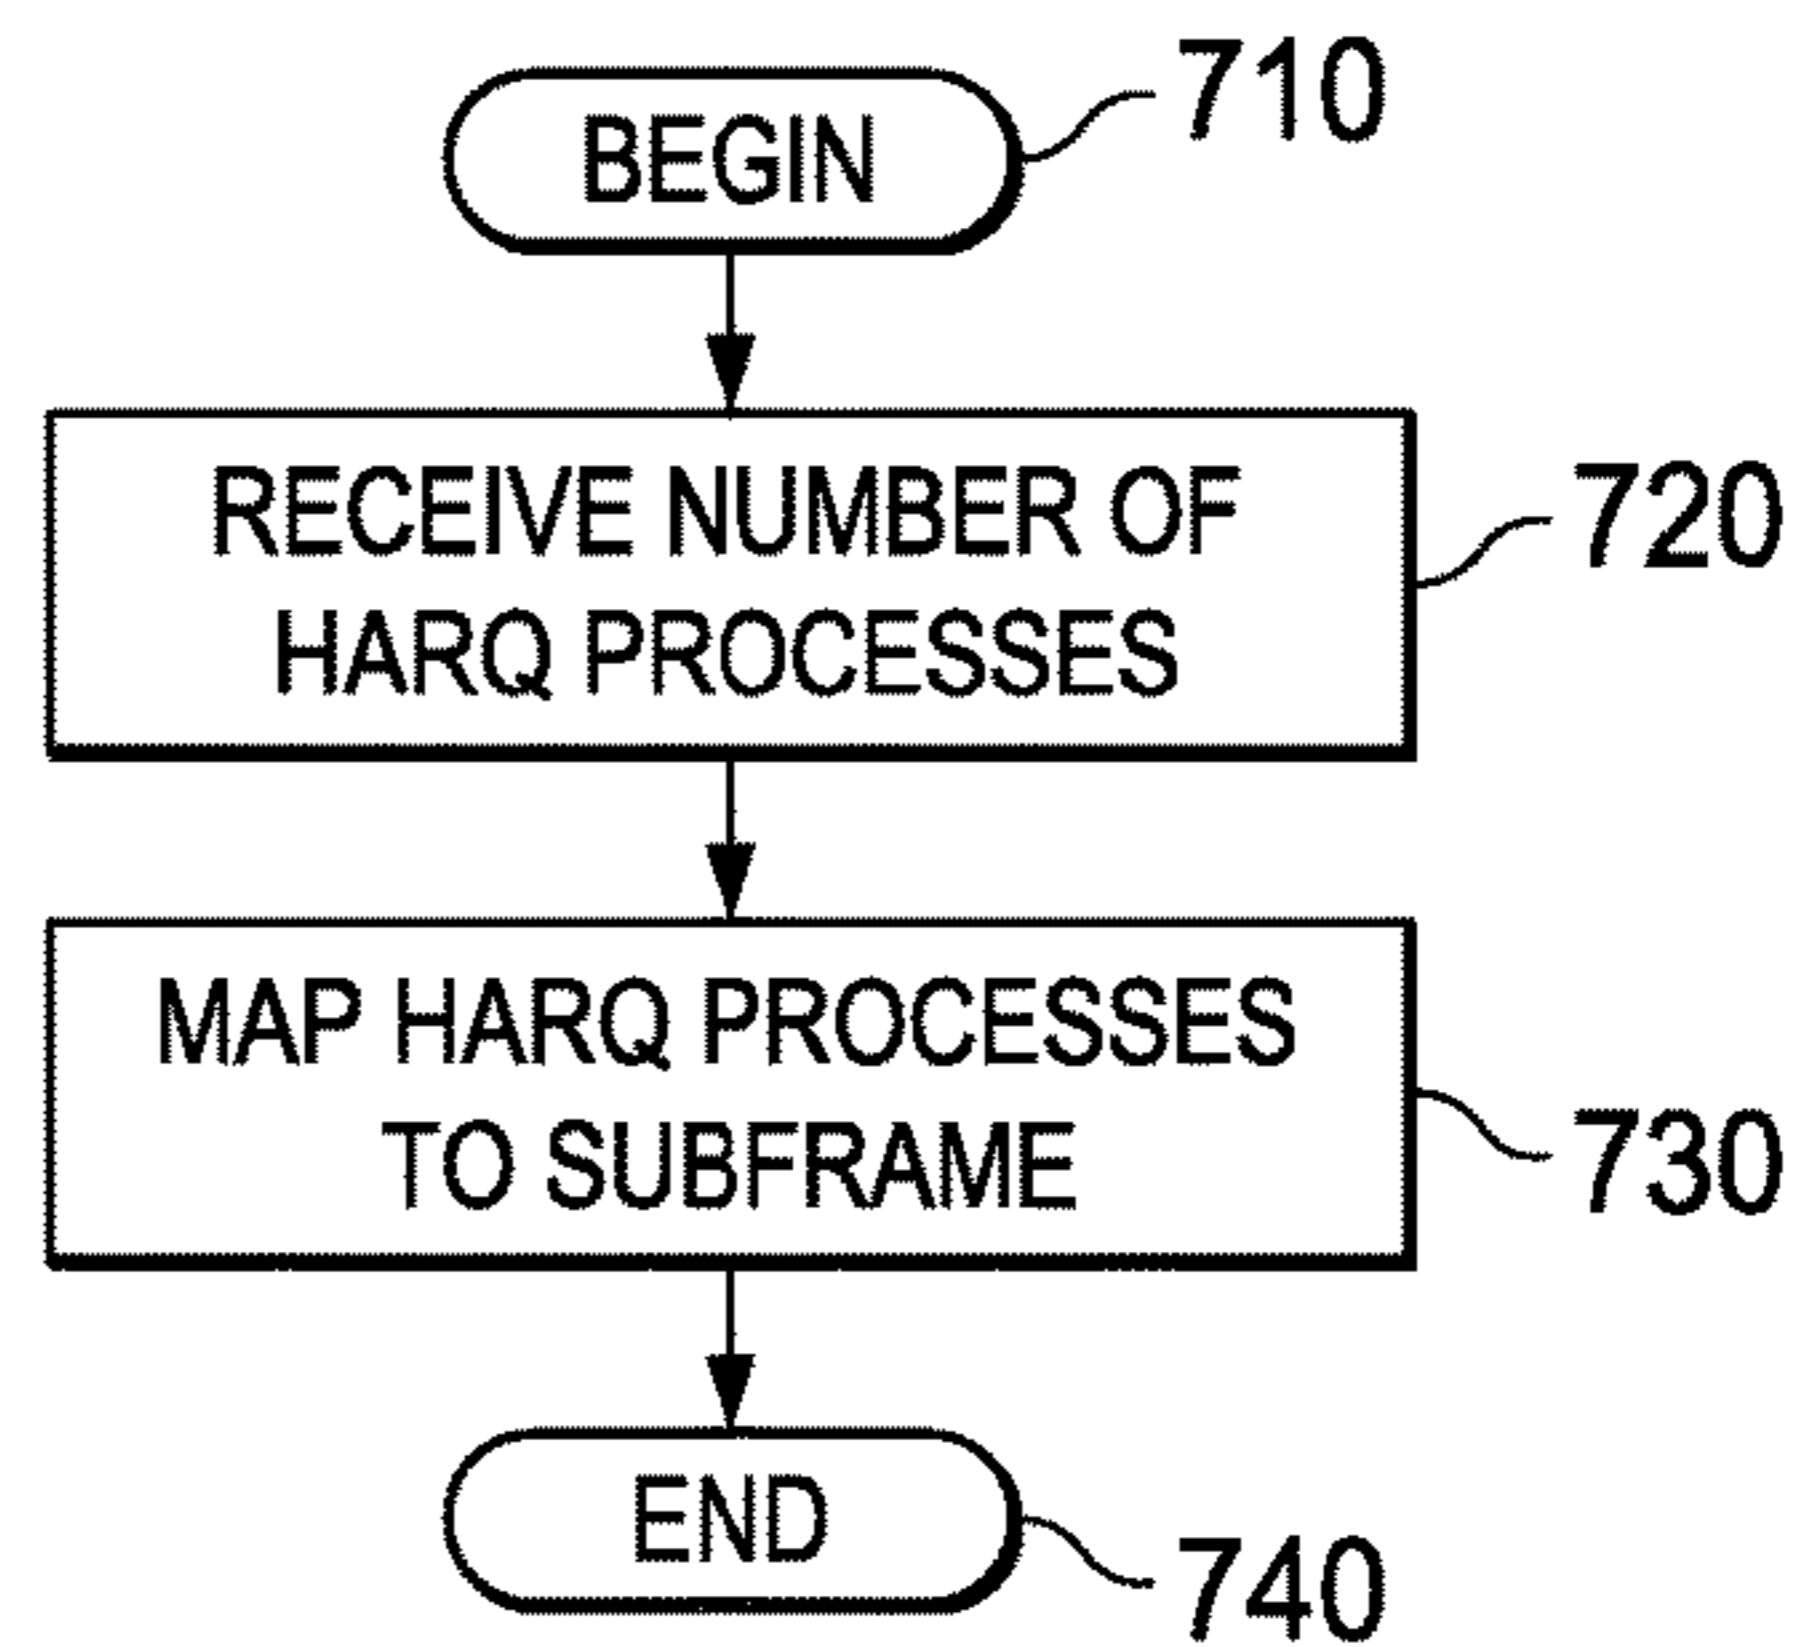 BEGIN
710
RECEIVE NUMBER OF
HARQ PROCESSES
720
MAP HARQ PROCESSES
TO SUBFRAME
730
END
740